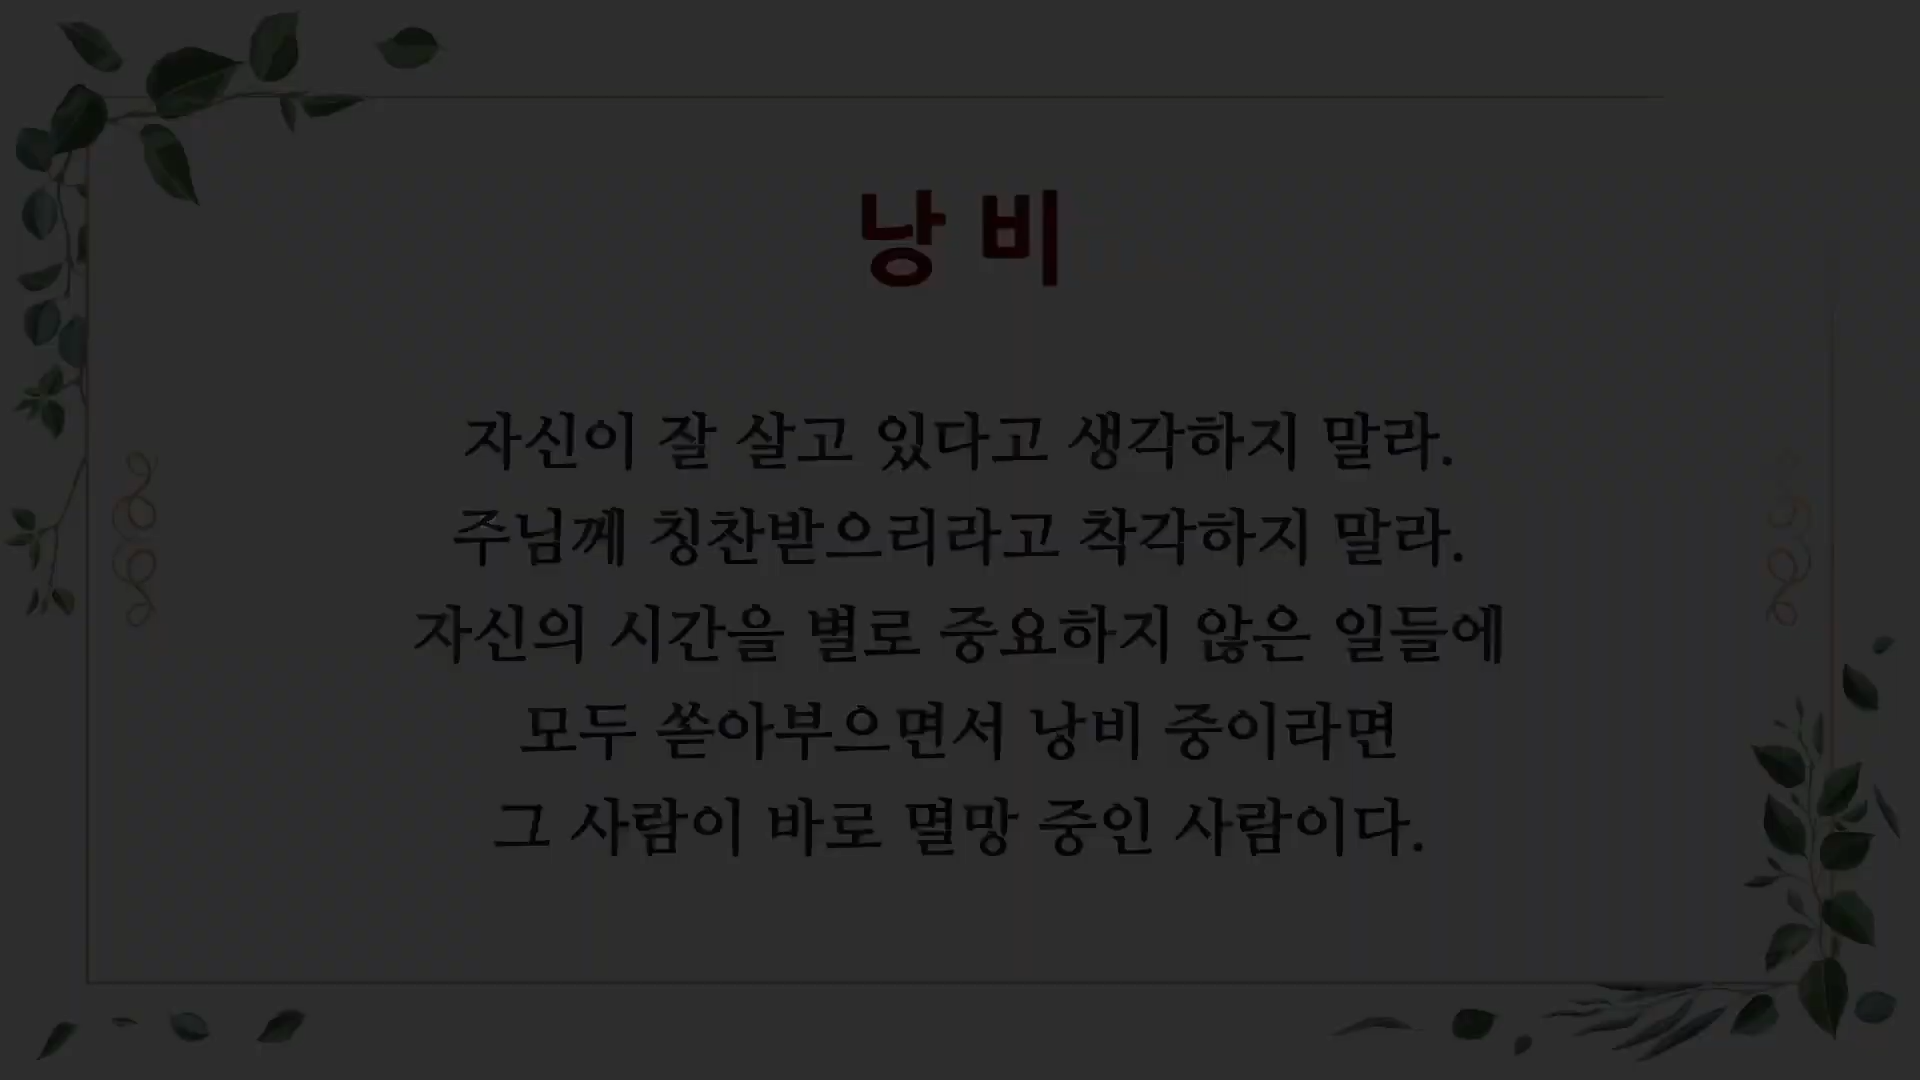 낭비
자신이 잘 살고 있다고 생각하지 말라.
주님께 칭찬받으리라고 착각하지 말라.
자신의 시간을 별로 중요하지 않은 일들에
모두 쏟아부으면서 낭비 중이라면
그 사람이 바로 멸망 중인 사람이다.